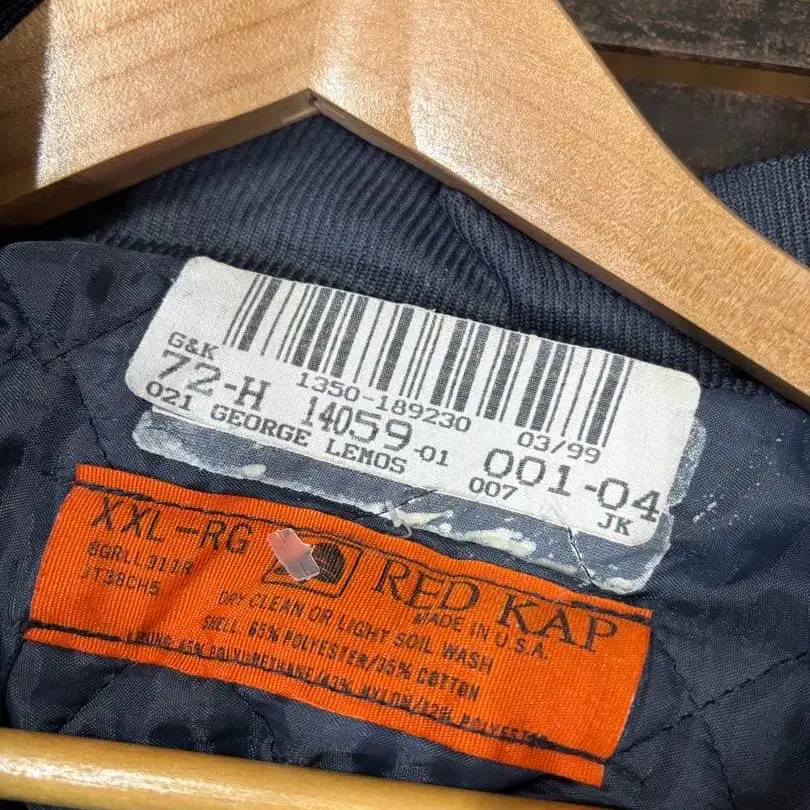 G&K
1350-189230 03/99
72-H 14059-01 001-04
021 GEORGE LEMOS 007 JK
XXL-RG
RED KAP
MADE IN U.S.A.
DRY CLEAN OR LIGHT SOIL WASH
SHELL: 65% POLYESTER/35% COTTON